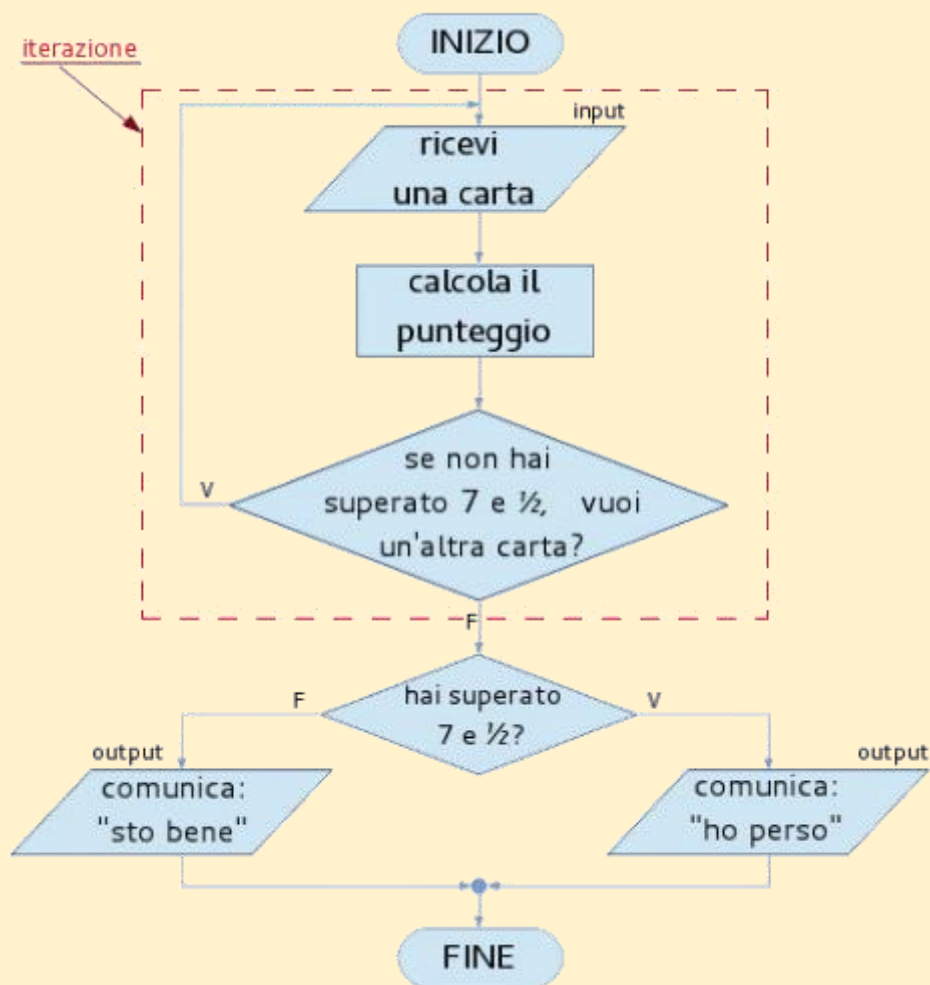 INIZIO
iterazione
input
ricevi
una carta
calcola il
punteggio
se non hai
superato 7 e ½, vuoi
un'altra carta?
V
F
hai superato
7 e ½?
F
V
output
comunica:
"sto bene"
output
comunica:
"ho perso"
FINE